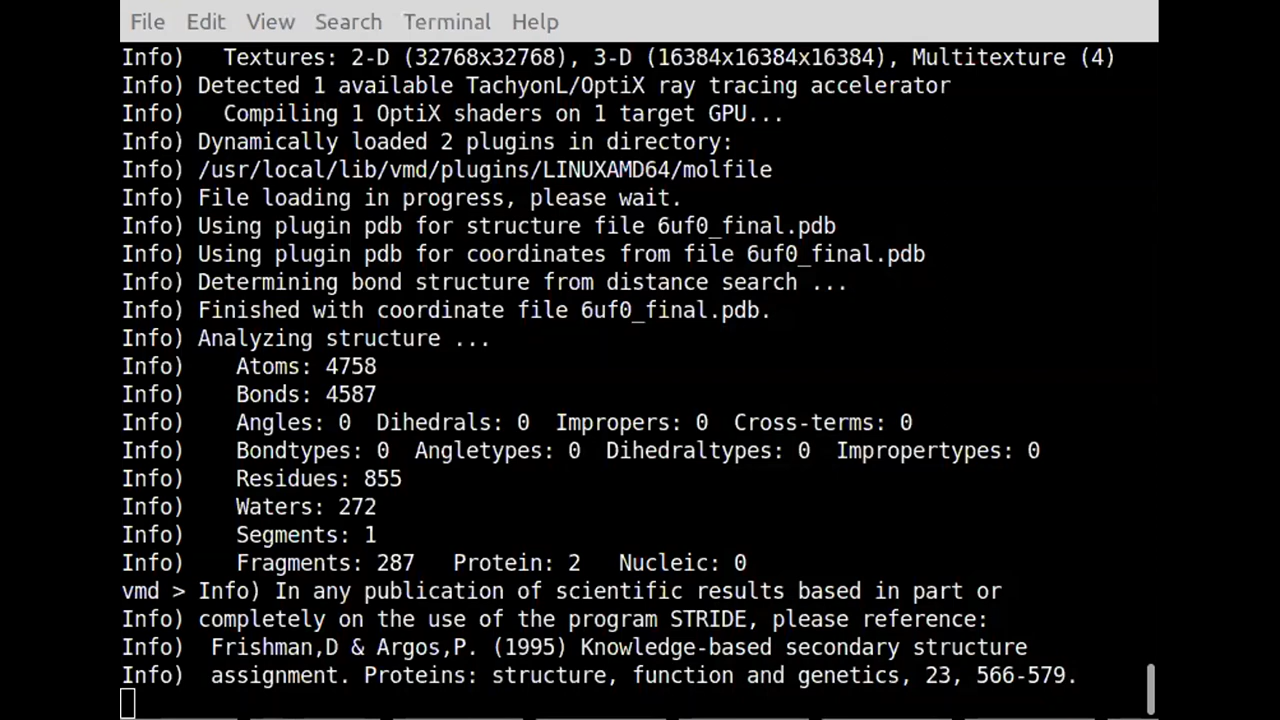 File Edit View Search Terminal Help
Info)   Textures: 2-D (32768x32768), 3-D (16384x16384x16384), Multitexture (4)
Info) Detected 1 available TachyonL/OptiX ray tracing accelerator
Info)   Compiling 1 OptiX shaders on 1 target GPU...
Info) Dynamically loaded 2 plugins in directory:
Info) /usr/local/lib/vmd/plugins/LINUXAMD64/molfile
Info) File loading in progress, please wait.
Info) Using plugin pdb for structure file 6uf0_final.pdb
Info) Using plugin pdb for coordinates from file 6uf0_final.pdb
Info) Determining bond structure from distance search ...
Info) Finished with coordinate file 6uf0_final.pdb.
Info) Analyzing structure ...
Info)    Atoms: 4758
Info)    Bonds: 4587
Info)    Angles: 0  Dihedrals: 0  Impropers: 0  Cross-terms: 0
Info)    Bondtypes: 0  Angletypes: 0  Dihedraltypes: 0  Impropertypes: 0
Info)    Residues: 855
Info)    Waters: 272
Info)    Segments: 1
Info)    Fragments: 287   Protein: 2   Nucleic: 0
vmd > Info) In any publication of scientific results based in part or
Info) completely on the use of the program STRIDE, please reference:
Info)  Frishman,D & Argos,P. (1995) Knowledge-based secondary structure
Info)  assignment. Proteins: structure, function and genetics, 23, 566-579.